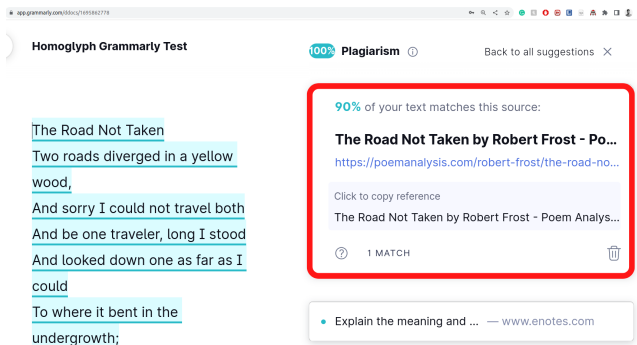 app.grammarly.com/ddocs/1695862779
Homoglyph Grammarly Test
100% Plagiarism
Back to all suggestions
The Road Not Taken
Two roads diverged in a yellow
wood,
And sorry I could not travel both
And be one traveler, long I stood
And looked down one as far as I
could
To where it bent in the
undergrowth;
90% of your text matches this source:
The Road Not Taken by Robert Frost - Po...
https://poemanalysis.com/robert-frost/the-road-no...
Click to copy reference
The Road Not Taken by Robert Frost - Poem Analys...
1 MATCH
Explain the meaning and ... — www.enotes.com